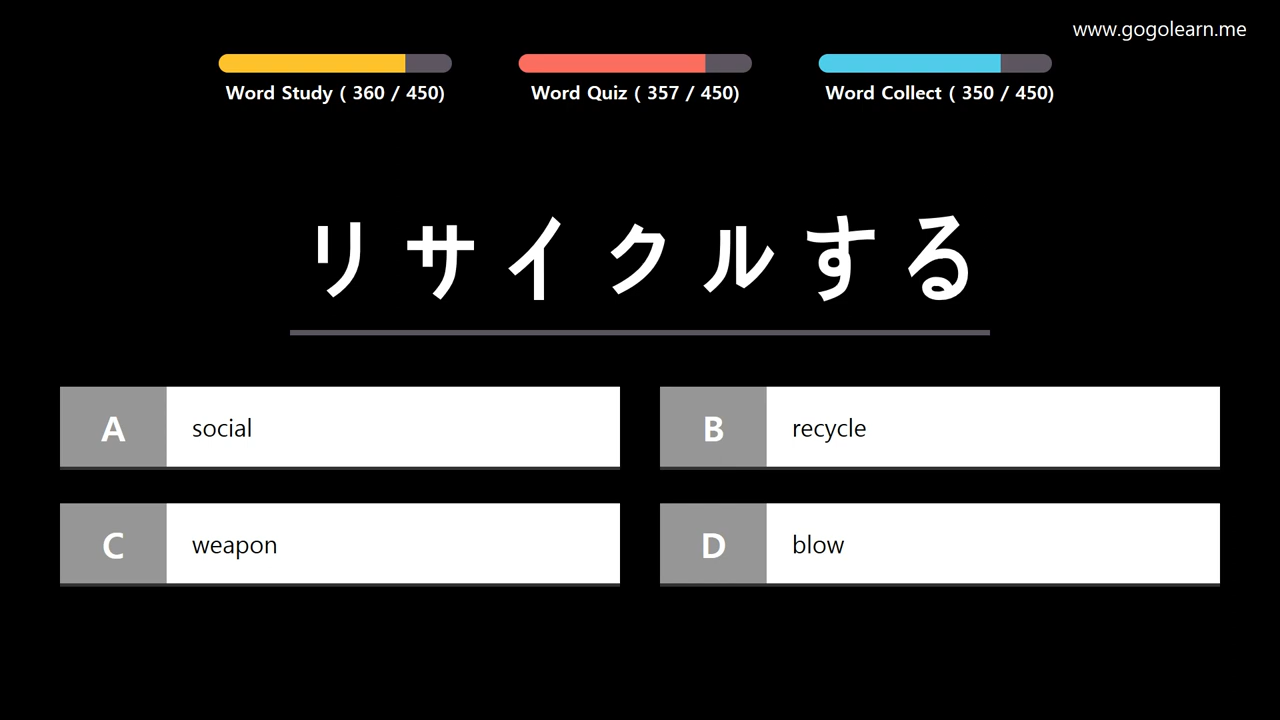 www.gogolearn.me
Word Study ( 360 / 450)
Word Quiz ( 357 / 450)
Word Collect ( 350 / 450)
リサイクルする
A social
B recycle
C weapon
D blow